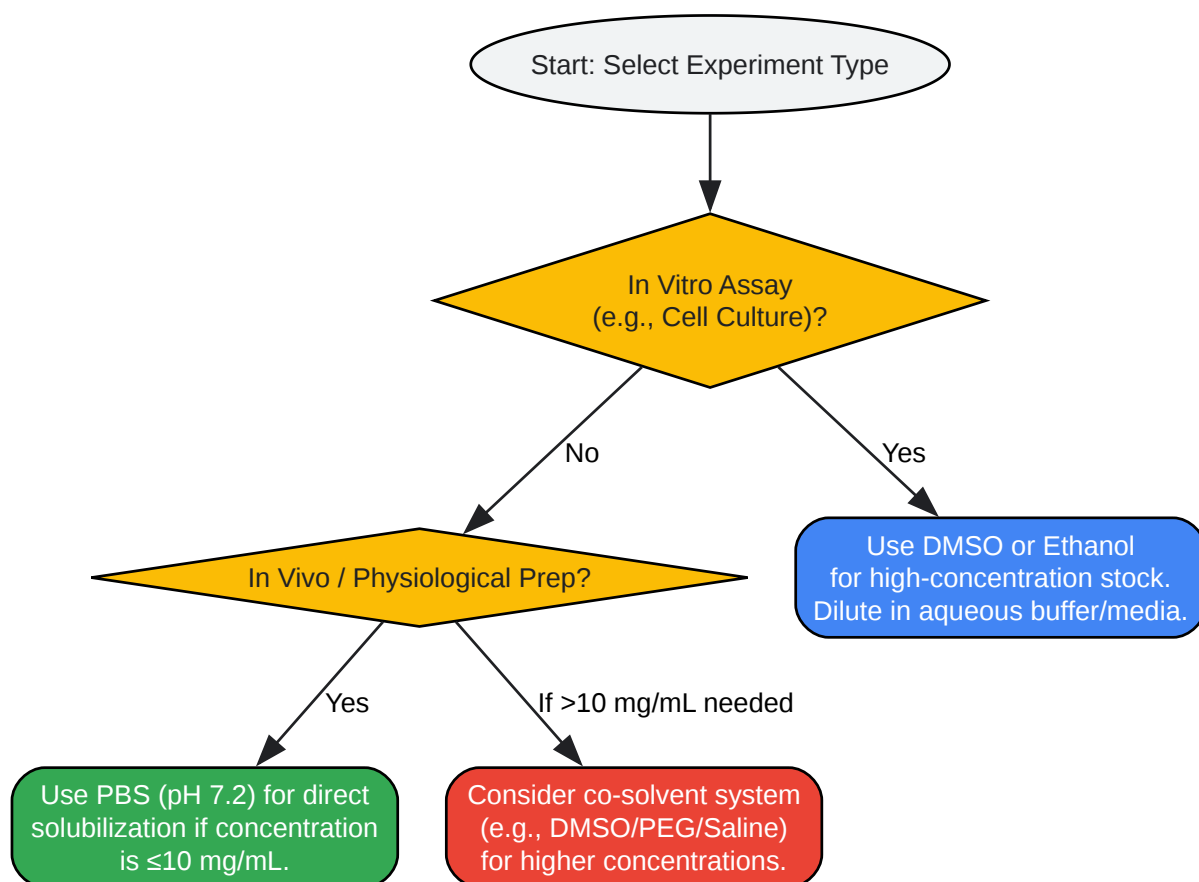 Start: Select Experiment Type
In Vitro Assay
(e.g., Cell Culture)?
No
Yes
In Vivo / Physiological Prep?
Use DMSO or Ethanol
for high-concentration stock.
Dilute in aqueous buffer/media.
Yes
If >10 mg/mL needed
Use PBS (pH 7.2) for direct
solubilization if concentration
is ≤10 mg/mL.
Consider co-solvent system
(e.g., DMSO/PEG/Saline)
for higher concentrations.